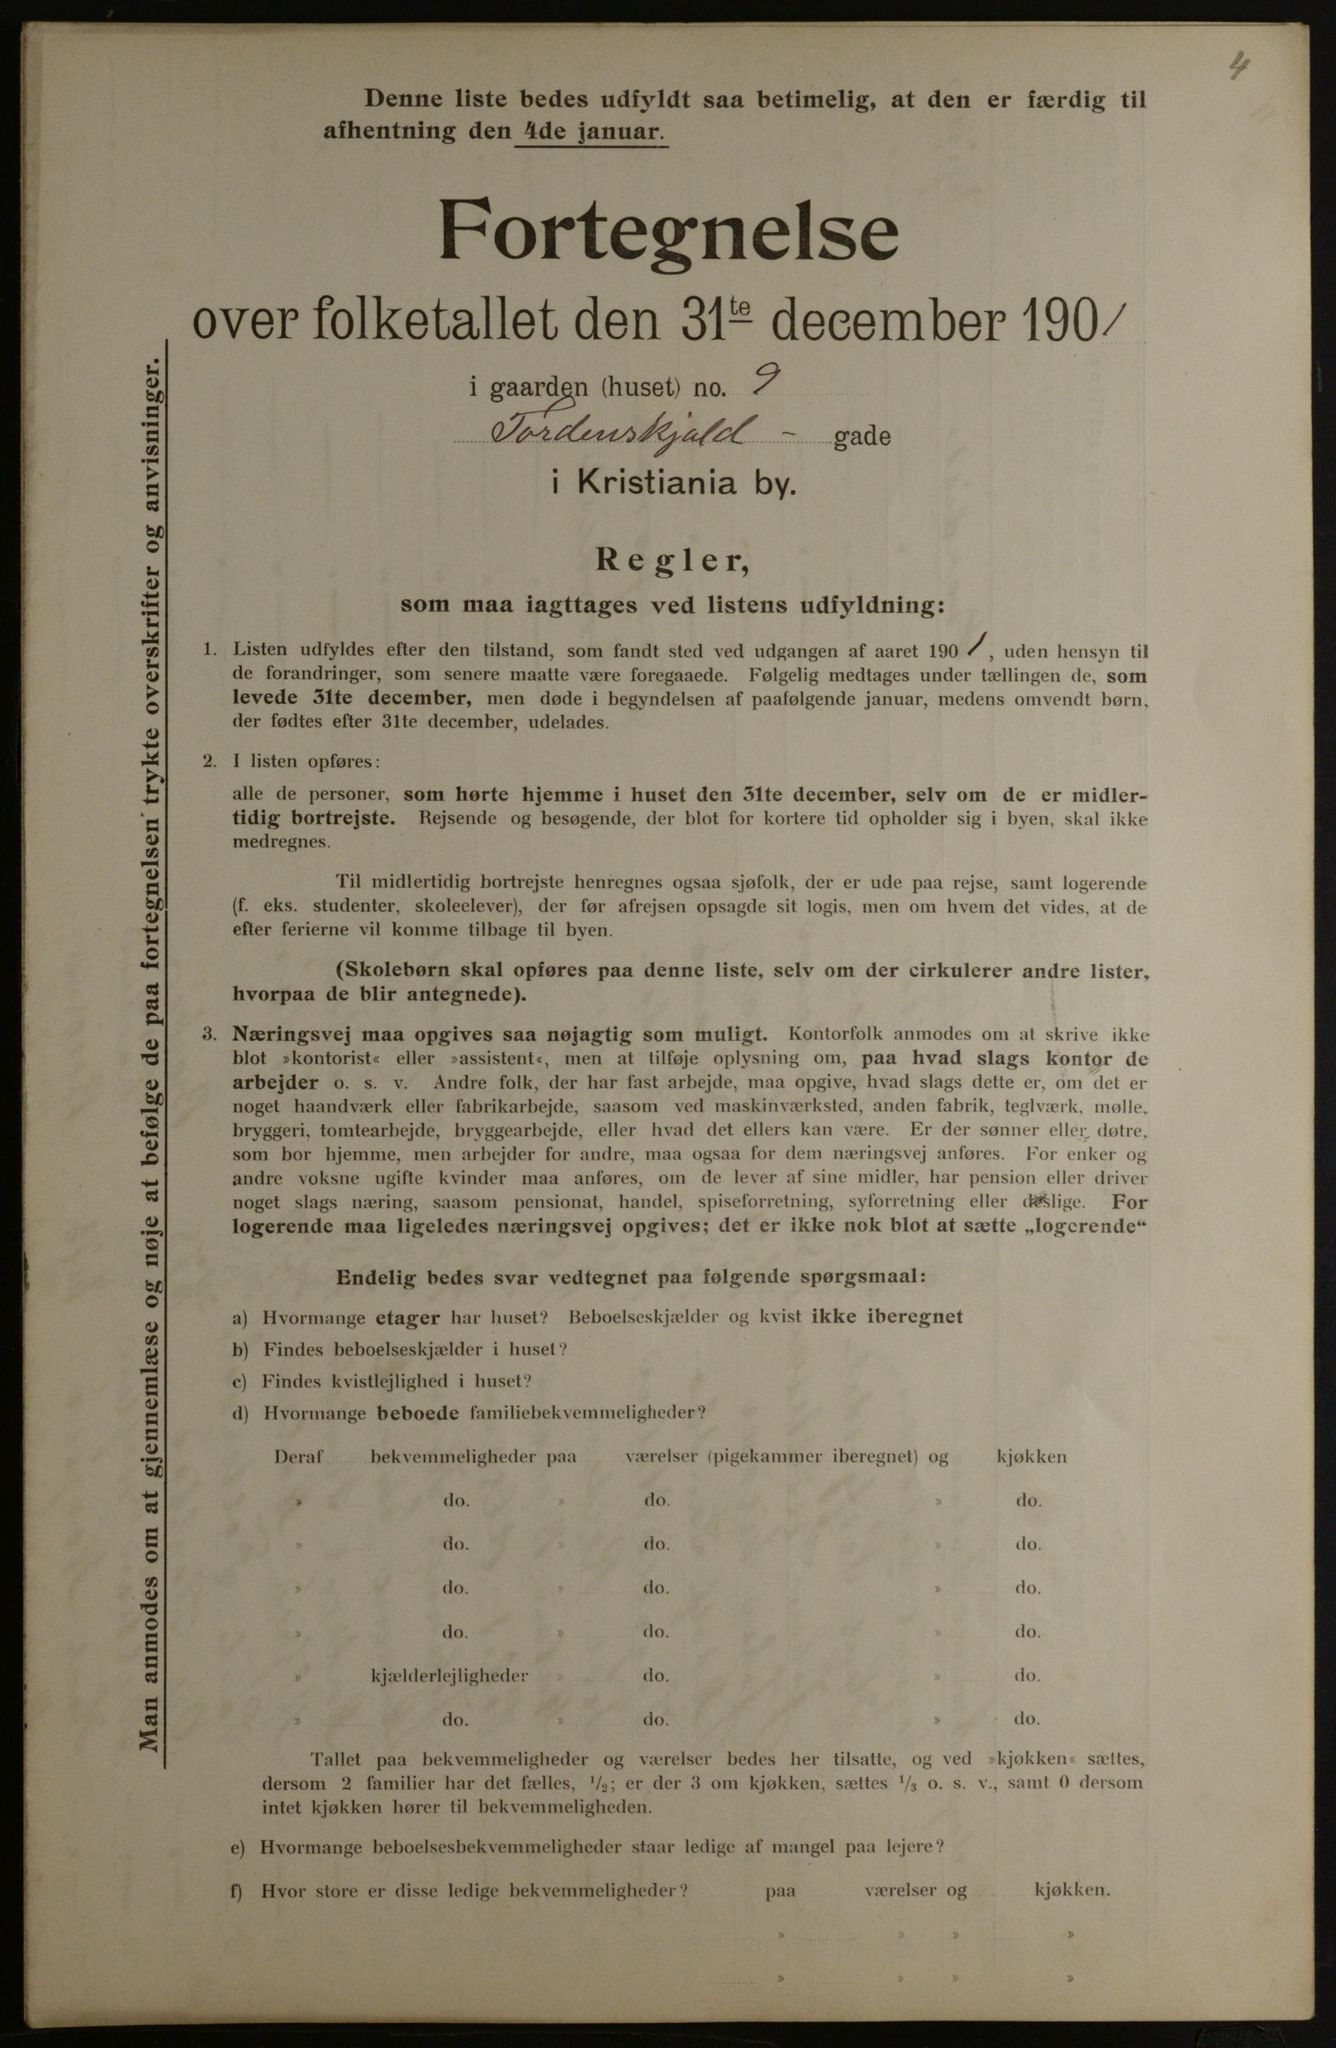 4
Denne liste bedes udfyldt saa betimelig, at den er færdig til
afhentning den 4de januar.
Fortegnelse
over folketallet den 31te december 1901
i gaarden (huset) no. 9
Tordenskjold - gade
i Kristiania by.
Regler,
som maa iagttages ved listens udfyldning:
1. Listen udfyldes efter den tilstand, som fandt sted ved udgangen af aaret 1901, uden hensyn til
de forandringer, som senere maatte være foregaaede. Følgelig medtages under tællingen de, som
levede 31te december, men døde i begyndelsen af paafølgende januar, medens omvendt børn,
der fødtes efter 31te december, udelades.
2. I listen opføres:
alle de personer, som hørte hjemme i huset den 31te december, selv om de er midler-
tidig bortrejste. Rejsende og besøgende, der blot for kortere tid opholder sig i byen, skal ikke
medregnes.
Til midlertidig bortrejste henregnes ogsaa sjøfolk, der er ude paa rejse, samt logerende
(f. eks. studenter, skoleelever), der før afrejsen opsagde sit logis, men om hvem det vides, at de
efter ferierne vil komme tilbage til byen.
(Skolebørn skal opføres paa denne liste, selv om der cirkulerer andre lister,
hvorpaa de blir antegnede).
3. Næringsvej maa opgives saa nøjagtig som muligt. Kontorfolk anmodes om at skrive ikke
blot »kontorist« eller »assistent«, men at tilføje oplysning om, paa hvad slags kontor de
arbejder o. s. v. Andre folk, der har fast arbejde, maa opgive, hvad slags dette er, om det er
noget haandværk eller fabrikarbejde, saasom ved maskinværksted, anden fabrik, teglværk, mølle,
bryggeri, tomtearbejde, bryggearbejde, eller hvad det ellers kan være. Er der sønner eller døtre,
som bor hjemme, men arbejder for andre, maa ogsaa for dem næringsvej anføres. For enker og
andre voksne ugifte kvinder maa anføres, om de lever af sine midler, har pension eller driver
noget slags næring, saasom pensionat, handel, spiseforretning, syforretning eller deslige. For
logerende maa ligeledes næringsvej opgives; det er ikke nok blot at sætte „logerende“
Endelig bedes svar vedtegnet paa følgende spørgsmaal:
a) Hvormange etager har huset? Beboelseskjælder og kvist ikke iberegnet
b) Findes beboelseskjælder i huset?
c) Findes kvistlejlighed i huset?
d) Hvormange beboede familiebekvemmeligheder?
Deraf bekvemmeligheder paa værelser (pigekammer iberegnet) og kjøkken
» do. » do. » do.
» do. » do. » do.
» do. » do. » do.
» do. » do. » do.
» kjælderlejligheder » do. » do.
» do. » do. » do.
Tallet paa bekvemmeligheder og værelser bedes her tilsatte, og ved »kjøkken« sættes,
dersom 2 familier har det fælles, 1/2; er der 3 om kjøkken, sættes 1/3 o. s. v., samt 0 dersom
intet kjøkken hører til bekvemmeligheden.
e) Hvormange beboelsesbekvemmeligheder staar ledige af mangel paa lejere?
f) Hvor store er disse ledige bekvemmeligheder? paa værelser og kjøkken.
» » » »
» » » »
Man anmodes om at gjennemlæse og nøje at befølge de paa fortegnelsen trykte overskrifter og anvisninger.